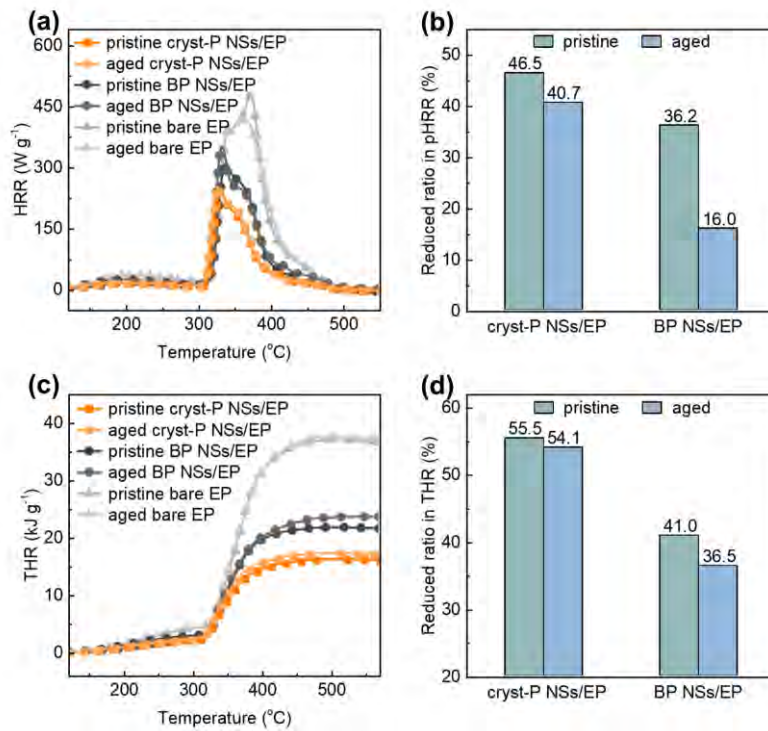 (a)
600
450
300
150
0
HRR (W g⁻¹)
pristine cryst-P NSs/EP
aged cryst-P NSs/EP
pristine BP NSs/EP
aged BP NSs/EP
pristine bare EP
aged bare EP
200 300 400 500
Temperature (°C)
(b)
50
40
30
20
10
0
Reduced ratio in pHRR (%)
pristine aged
46.5
40.7
36.2
16.0
cryst-P NSs/EP BP NSs/EP
(c)
40
30
20
10
0
THR (kJ g⁻¹)
pristine cryst-P NSs/EP
aged cryst-P NSs/EP
pristine BP NSs/EP
aged BP NSs/EP
pristine bare EP
aged bare EP
200 300 400 500
Temperature (°C)
(d)
60
50
40
30
20
Reduced ratio in THR (%)
pristine aged
55.5
54.1
41.0
36.5
cryst-P NSs/EP BP NSs/EP